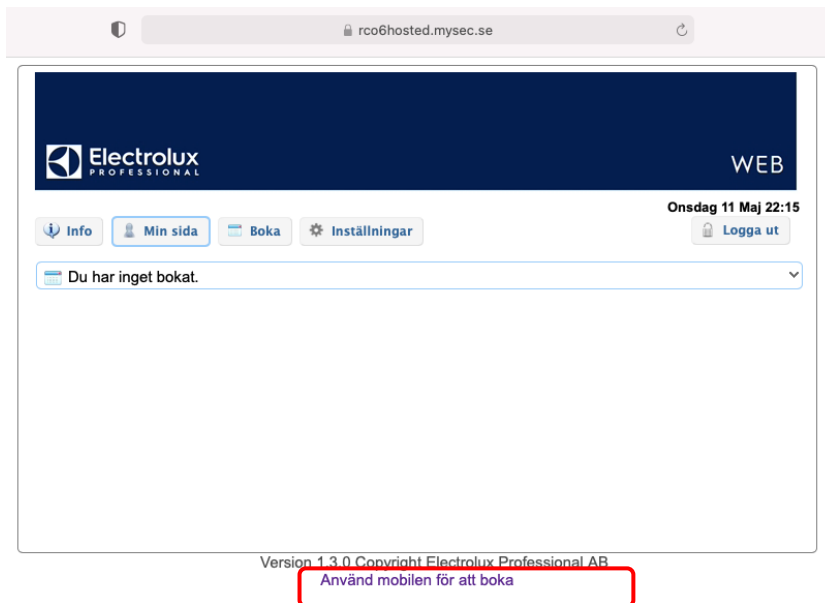 rco6hosted.mysec.se
Electrolux
PROFESSIONAL
WEB
Onsdag 11 Maj 22:15
Info Min sida Boka Inställningar Logga ut
Du har inget bokat.
Version 1.3.0 Copyright Electrolux Professional AB
Använd mobilen för att boka